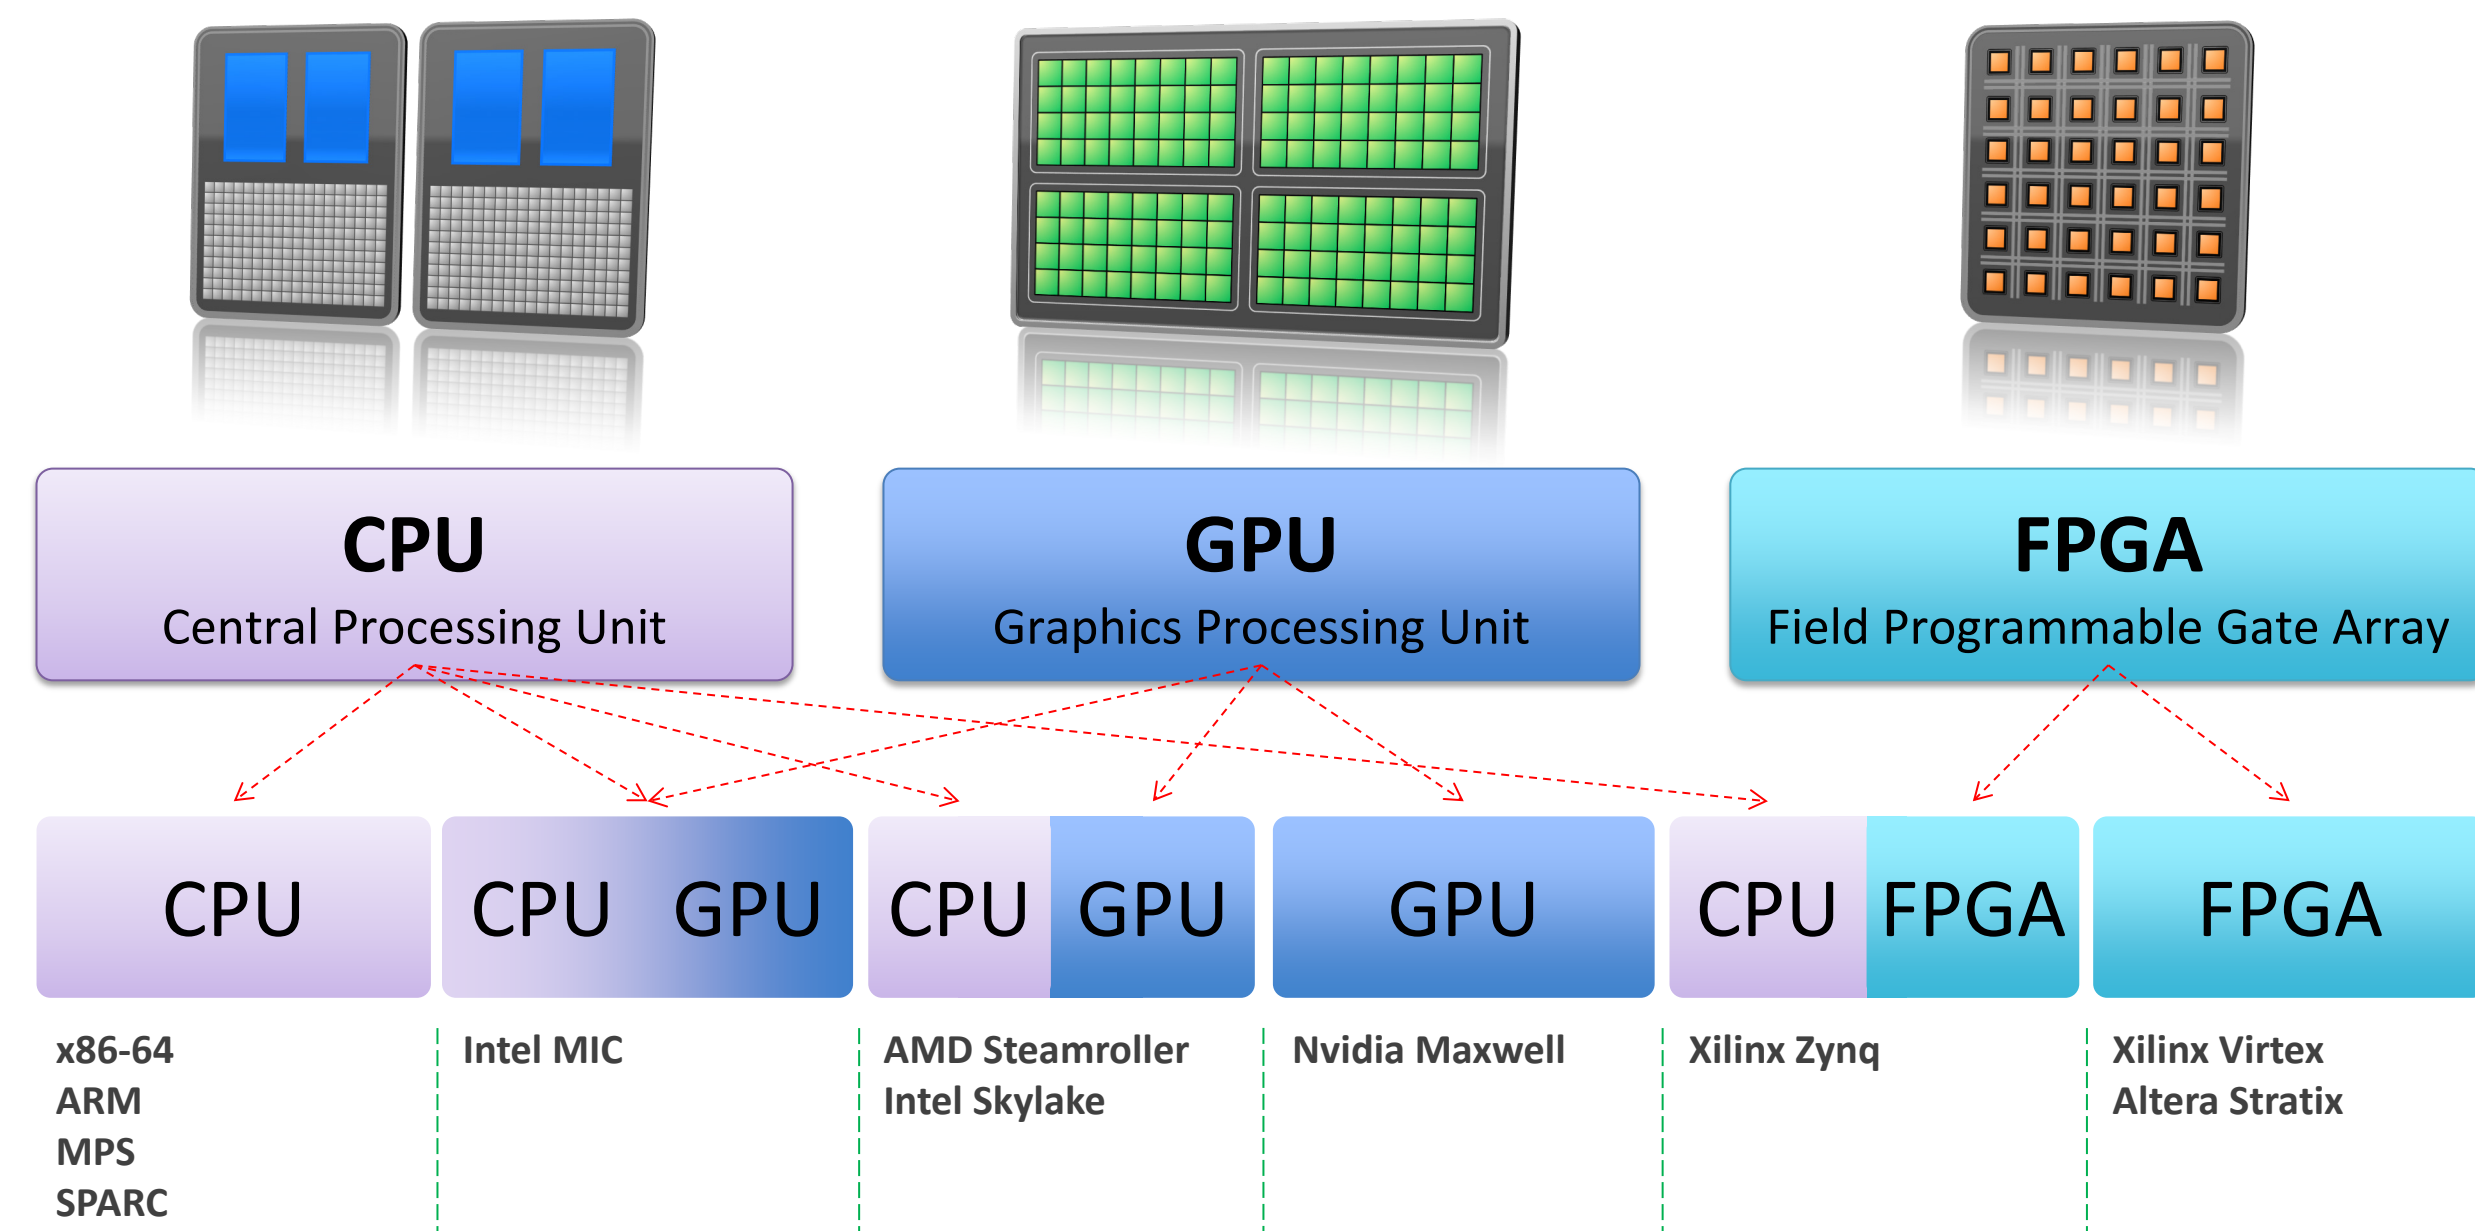 CPU
Central Processing Unit
GPU
Graphics Processing Unit
FPGA
Field Programmable Gate Array
CPU
CPU GPU
CPU GPU
GPU
CPU FPGA
FPGA
x86-64
ARM
MPS
SPARC
Intel MIC
AMD Steamroller
Intel Skylake
Nvidia Maxwell
Xilinx Zynq
Xilinx Virtex
Altera Stratix